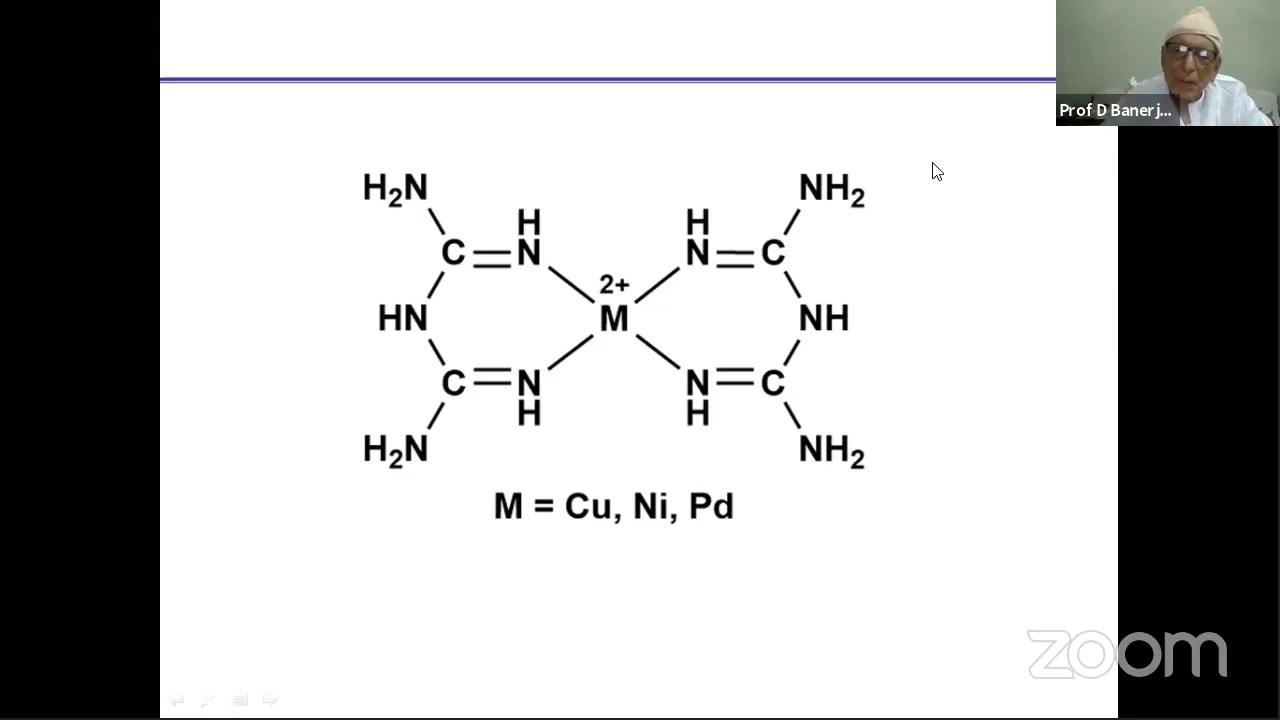 Prof D Banerj...
H₂N NH₂
H H
C=N N=C
2+
HN M NH
C=N N=C
H H
H₂N NH₂
M = Cu, Ni, Pd
zoom